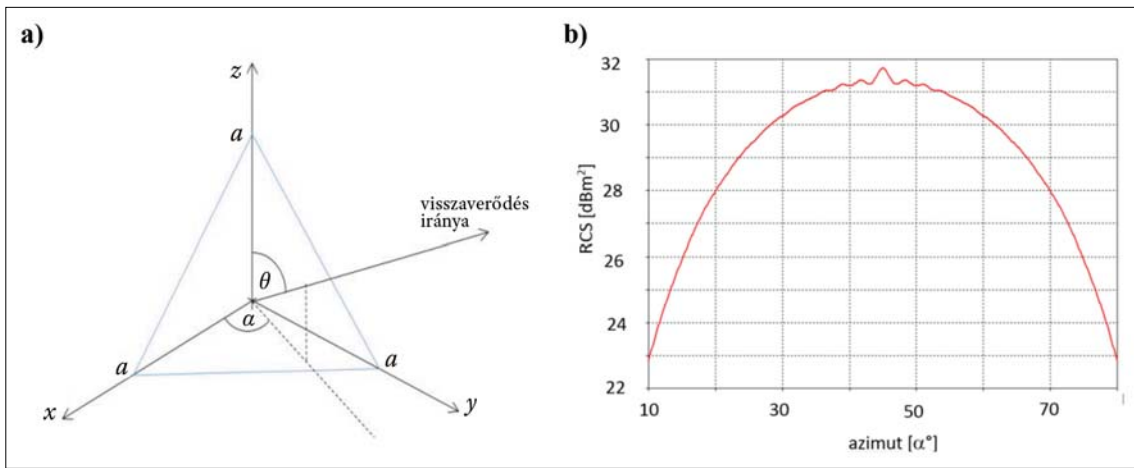 a)
z
a
visszaverődés
iránya
θ
α
a
a
x
y
b)
32
30
28
26
24
22
RCS [dBm²]
10
30
50
70
azimut [α°]